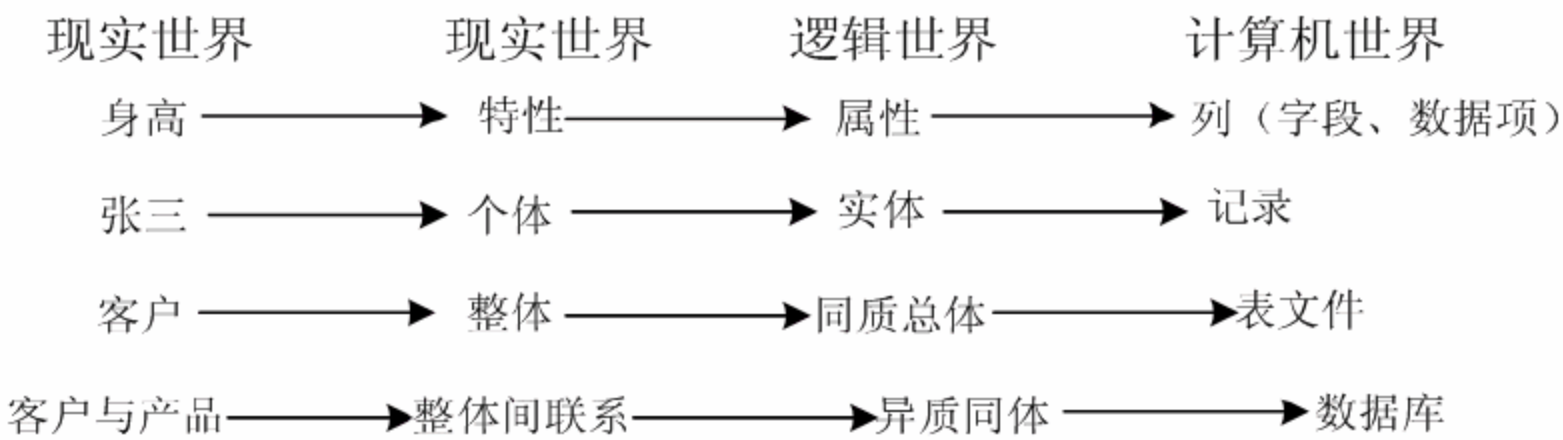 现实世界 现实世界 逻辑世界 计算机世界
身高 特性 属性 列（字段、数据项）
张三 个体 实体 记录
客户 整体 同质总体 表文件
客户与产品 整体间联系 异质同体 数据库